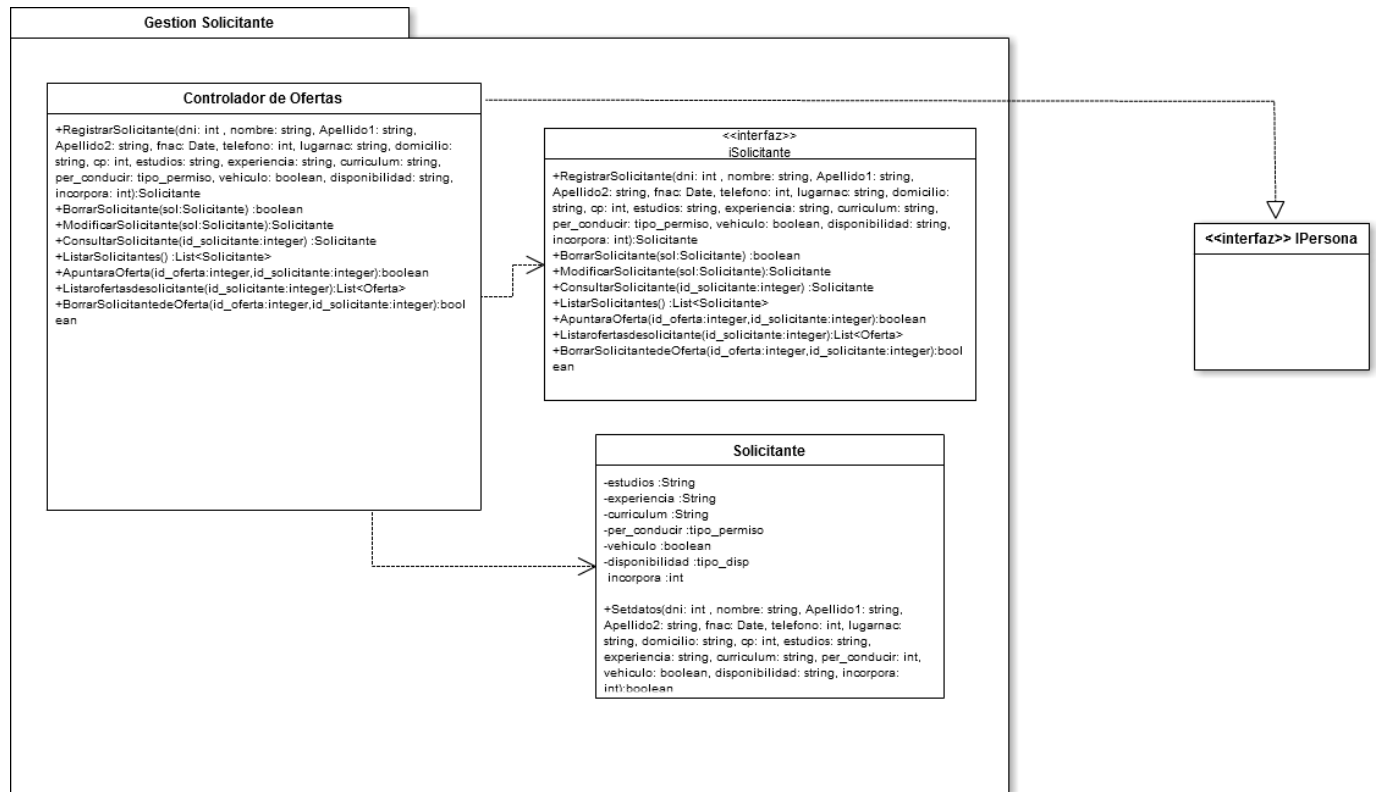 Gestion Solicitante
Controlador de Ofertas
+RegistrarSolicitante(dni: int , nombre: string, Apellido1: string,
Apellido2: string, fnac: Date, telefono: int, lugarnac: string, domicilio:
string, cp: int, estudios: string, experiencia: string, curriculum: string,
per_conducir: tipo_permiso, vehiculo: boolean, disponibilidad: string,
incorpora: int):Solicitante
+BorrarSolicitante(sol:Solicitante) :boolean
+ModificarSolicitante(sol:Solicitante):Solicitante
+ConsultarSolicitante(id_solicitante:integer) :Solicitante
+ListarSolicitantes() :List<Solicitante>
+ApuntaraOferta(id_oferta:integer,id_solicitante:integer):boolean
+Listarofertasdesolicitante(id_solicitante:integer):List<Oferta>
+BorrarSolicitantedeOferta(id_oferta:integer,id_solicitante:integer):bool
ean
<<interfaz>>
iSolicitante
+RegistrarSolicitante(dni: int , nombre: string, Apellido1: string,
Apellido2: string, fnac: Date, telefono: int, lugarnac: string, domicilio:
string, cp: int, estudios: string, experiencia: string, curriculum: string,
per_conducir: tipo_permiso, vehiculo: boolean, disponibilidad: string,
incorpora: int):Solicitante
+BorrarSolicitante(sol:Solicitante) :boolean
+ModificarSolicitante(sol:Solicitante):Solicitante
+ConsultarSolicitante(id_solicitante:integer) :Solicitante
+ListarSolicitantes() :List<Solicitante>
+ApuntaraOferta(id_oferta:integer,id_solicitante:integer):boolean
+Listarofertasdesolicitante(id_solicitante:integer):List<Oferta>
+BorrarSolicitantedeOferta(id_oferta:integer,id_solicitante:integer):bool
ean
<<interfaz>> IPersona
Solicitante
-estudios :String
-experiencia :String
-curriculum :String
-per_conducir :tipo_permiso
-vehiculo :boolean
-disponibilidad :tipo_disp
incorpora :int
+Setdatos(dni: int , nombre: string, Apellido1: string,
Apellido2: string, fnac: Date, telefono: int, lugarnac:
string, domicilio: string, cp: int, estudios: string,
experiencia: string, curriculum: string, per_conducir: int,
vehiculo: boolean, disponibilidad: string, incorpora:
int):boolean